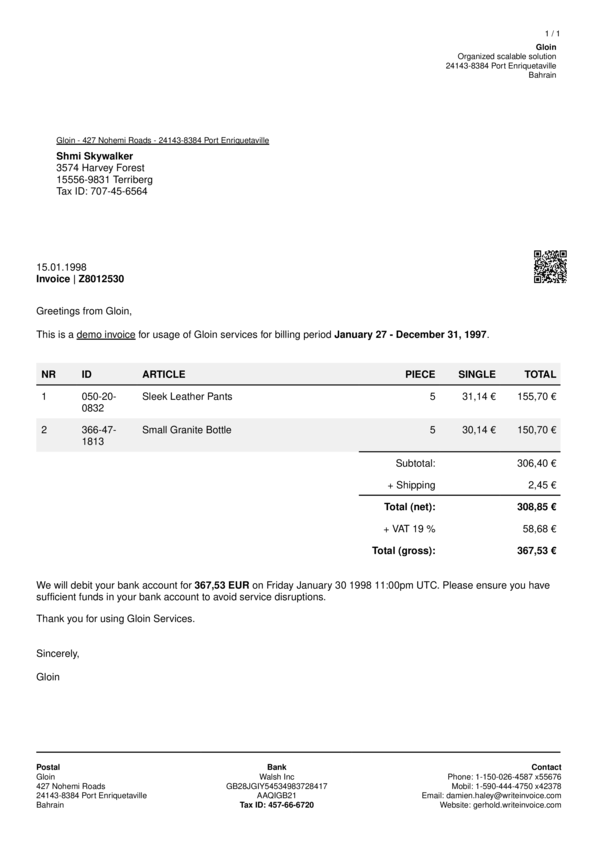 1 / 1
Gloin
Organized scalable solution
24143-8384 Port Enriquetaville
Bahrain
Gloin - 427 Nohemi Roads - 24143-8384 Port Enriquetaville
Shmi Skywalker
3574 Harvey Forest
15556-9831 Terriberg
Tax ID: 707-45-6564
15.01.1998
Invoice | Z8012530
Greetings from Gloin,
This is a demo invoice for usage of Gloin services for billing period January 27 - December 31, 1997.
NR ID ARTICLE PIECE SINGLE TOTAL
1 050-20- Sleek Leather Pants 5 31,14 € 155,70 €
0832
2 366-47- Small Granite Bottle 5 30,14 € 150,70 €
1813
Subtotal: 306,40 €
+ Shipping 2,45 €
Total (net): 308,85 €
+ VAT 19 % 58,68 €
Total (gross): 367,53 €
We will debit your bank account for 367,53 EUR on Friday January 30 1998 11:00pm UTC. Please ensure you have
sufficient funds in your bank account to avoid service disruptions.
Thank you for using Gloin Services.
Sincerely,
Gloin
Postal
Gloin
427 Nohemi Roads
24143-8384 Port Enriquetaville
Bahrain
Bank
Walsh Inc
GB28JGIY54534983728417
AAQIGB21
Tax ID: 457-66-6720
Contact
Phone: 1-150-026-4587 x55676
Mobil: 1-590-444-4750 x42378
Email: damien.haley@writeinvoice.com
Website: gerhold.writeinvoice.com